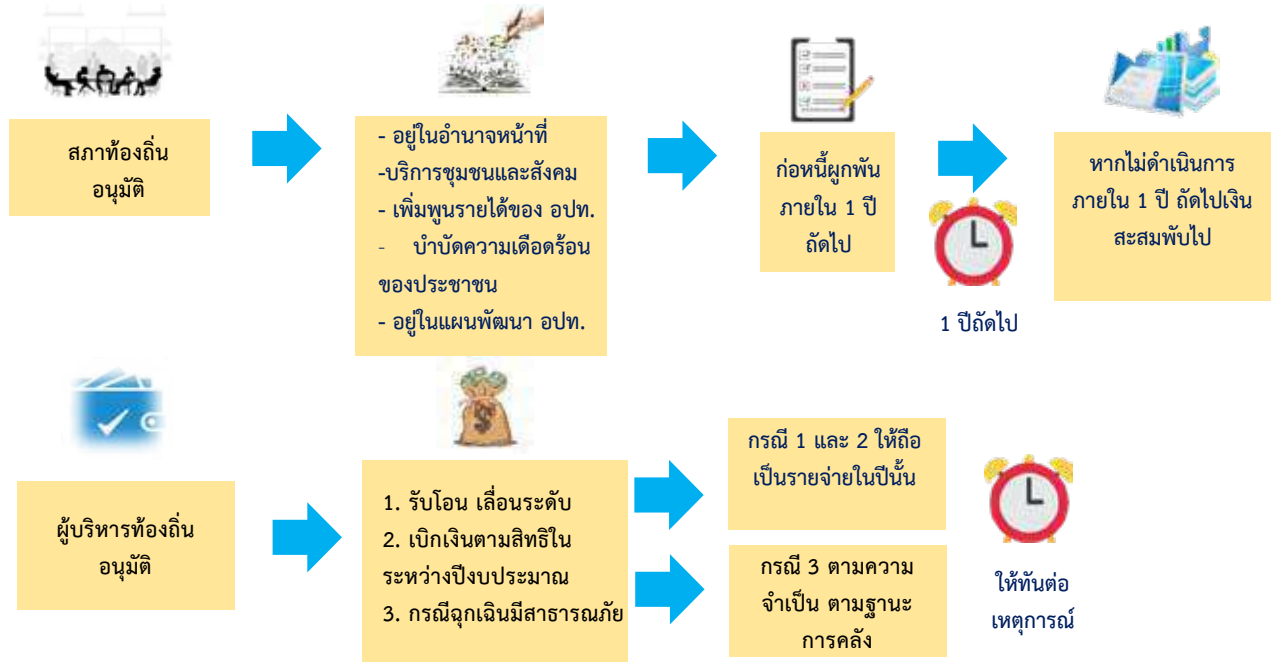 สภาท้องถิ่น
อนุมัติ
- อยู่ในอำนาจหน้าที่
-บริการชุมชนและสังคม
- เพิ่มพูนรายได้ของ อปท.
- บำบัดความเดือดร้อน
ของประชาชน
- อยู่ในแผนพัฒนา อปท.
ก่อหนี้ผูกพัน
ภายใน 1 ปี
ถัดไป
1 ปีถัดไป
หากไม่ดำเนินการ
ภายใน 1 ปี ถัดไปเงิน
สะสมพับไป
ผู้บริหารท้องถิ่น
อนุมัติ
1. รับโอน เลื่อนระดับ
2. เบิกเงินตามสิทธิใน
ระหว่างปีงบประมาณ
3. กรณีฉุกเฉินมีสาธารณภัย
กรณี 1 และ 2 ให้ถือ
เป็นรายจ่ายในปีนั้น
กรณี 3 ตามความ
จำเป็น ตามฐานะ
การคลัง
ให้ทันต่อ
เหตุการณ์